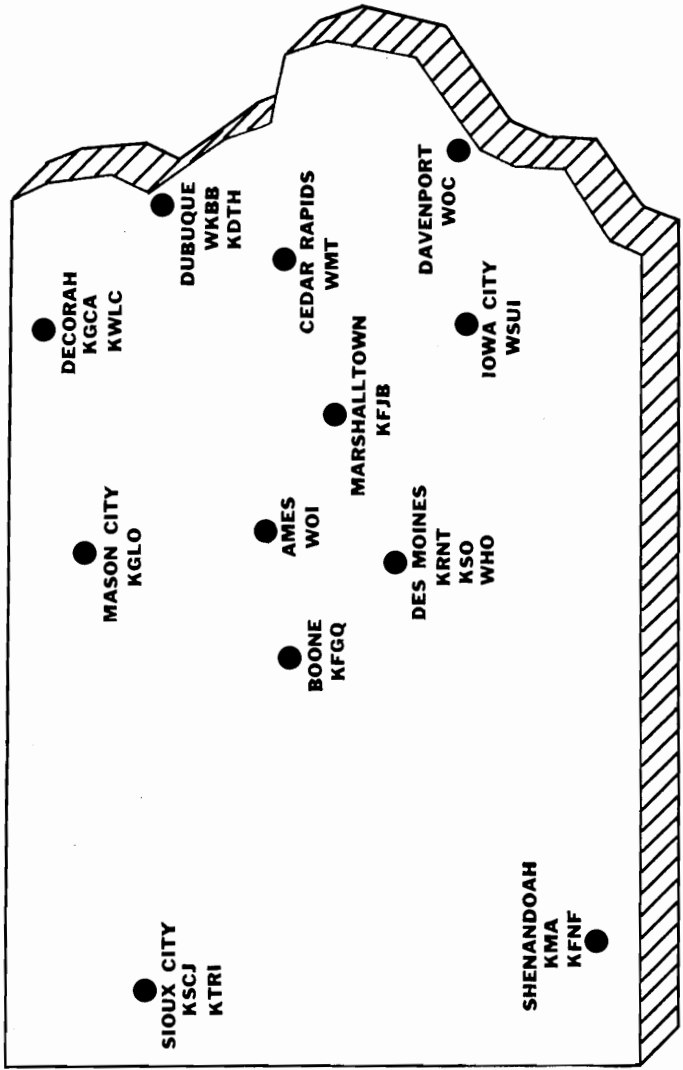 DECORAH
KGCA
KWLC
DUBUQUE
WKBB
KDTH
MASON CITY
KGLO
CEDAR RAPIDS
WMT
SIOUX CITY
KSCJ
KTRI
AMES
WOI
BOONE
KFGQ
MARSHALLTOWN
KFJB
DAVENPORT
WOC
DES MOINES
KRNT
KSO
WHO
IOWA CITY
WSUI
SHENANDOAH
KMA
KFNF